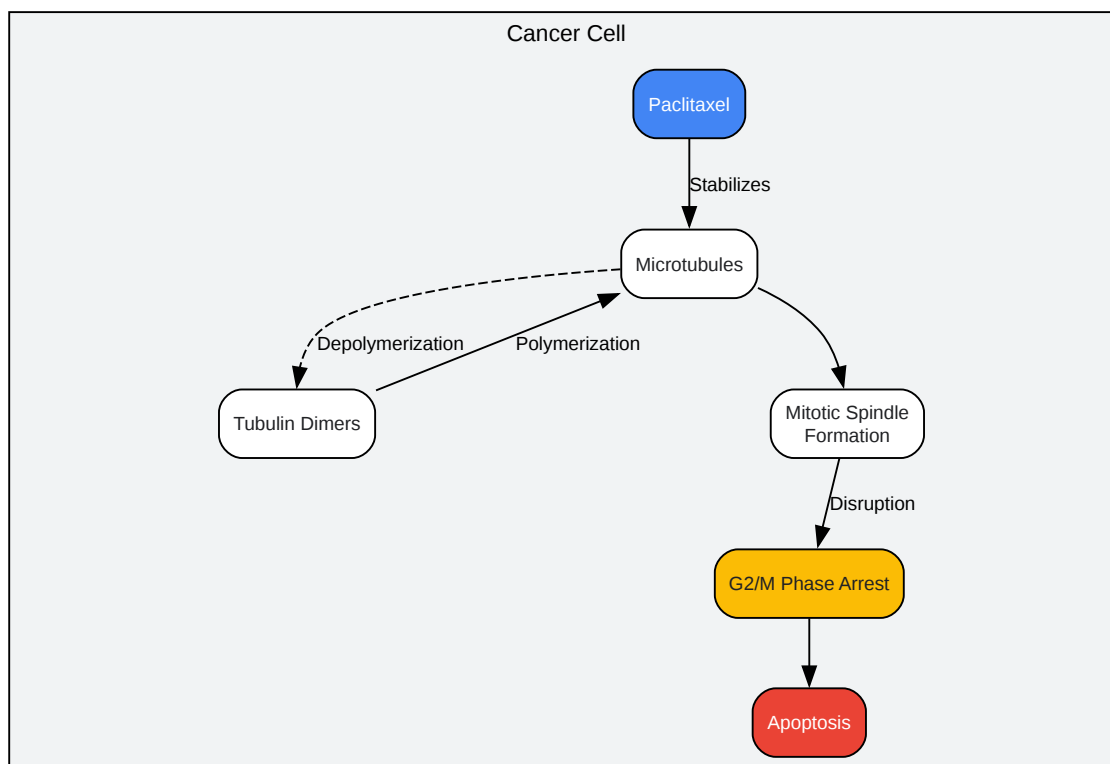 Cancer Cell
Paclitaxel
Stabilizes
Microtubules
Depolymerization
Polymerization
Tubulin Dimers
Mitotic Spindle
Formation
Disruption
G2/M Phase Arrest
Apoptosis